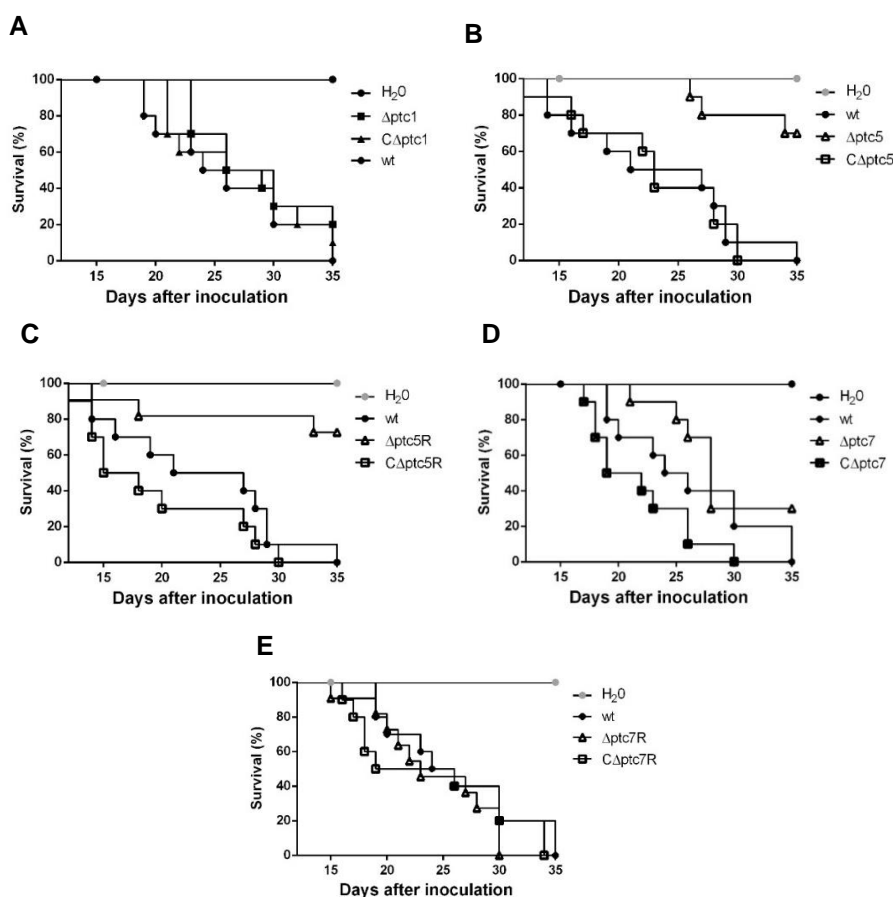 A
Survival (%)
100
80
60
40
20
0
15
20
25
30
35
Days after inoculation
H₂0
Δptc1
CΔptc1
wt
B
Survival (%)
100
80
60
40
20
0
15
20
25
30
35
Days after inoculation
H₂0
wt
Δptc5
CΔptc5
C
Survival (%)
100
80
60
40
20
0
15
20
25
30
35
Days after inoculation
H₂0
wt
Δptc5R
CΔptc5R
D
Survival (%)
100
80
60
40
20
0
15
20
25
30
35
Days after inoculation
H₂0
wt
Δptc7
CΔptc7
E
Survival (%)
100
80
60
40
20
0
15
20
25
30
35
Days after inoculation
H₂0
wt
Δptc7R
CΔptc7R